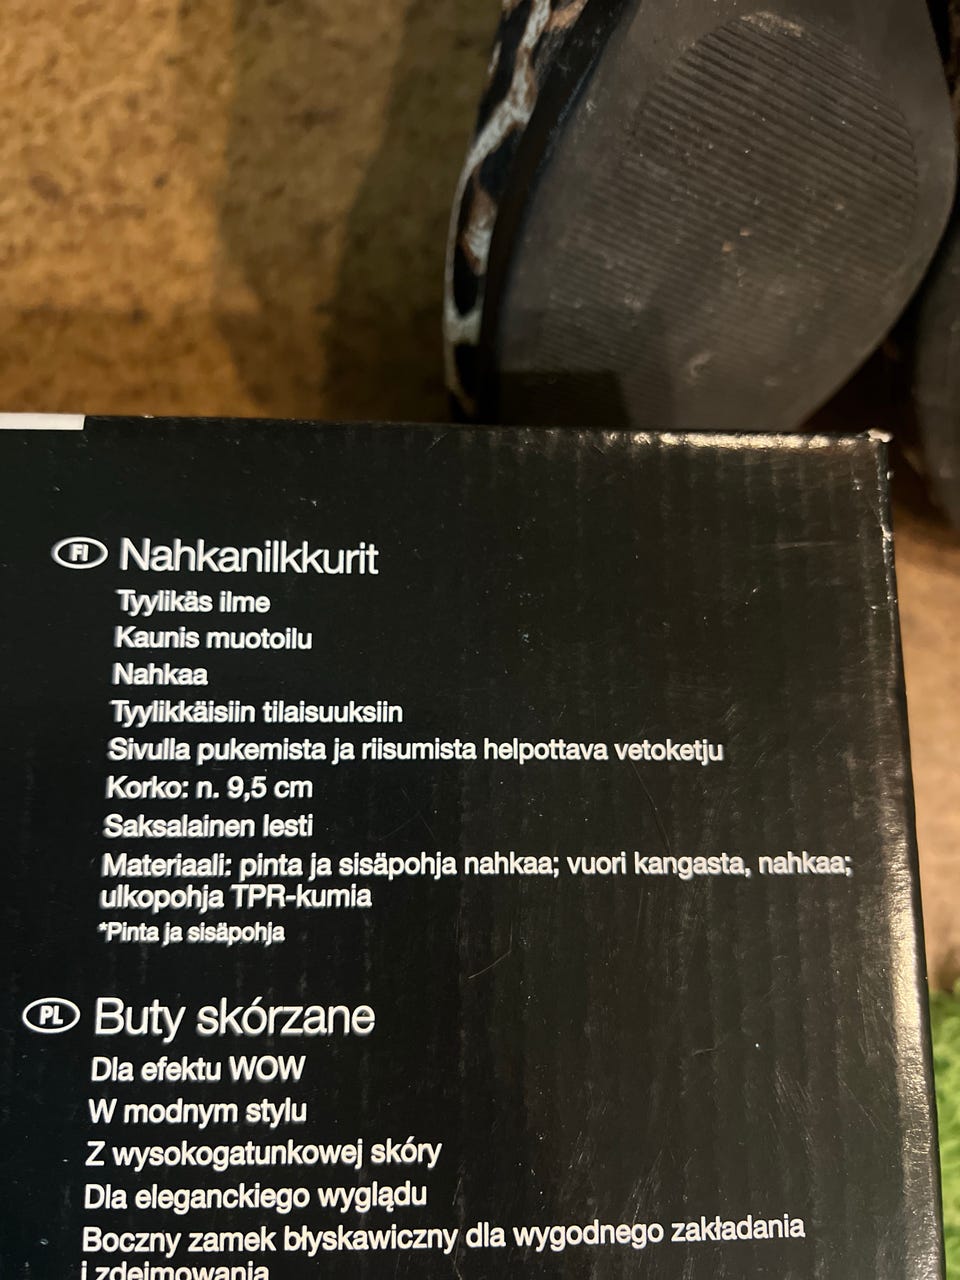 FI Nahkanilkkurit
Tyylikäs ilme
Kaunis muotoilu
Nahkaa
Tyylikkäisiin tilaisuuksiin
Sivulla pukemista ja riisumista helpottava vetoketju
Korko: n. 9,5 cm
Saksalainen lesti
Materiaali: pinta ja sisäpohja nahkaa; vuori kangasta, nahkaa;
ulkopohja TPR-kumia
*Pinta ja sisäpohja
PL Buty skórzane
Dla efektu WOW
W modnym stylu
Z wysokogatunkowej skóry
Dla eleganckiego wyglądu
Boczny zamek błyskawiczny dla wygodnego zakładania
i zdejmowania